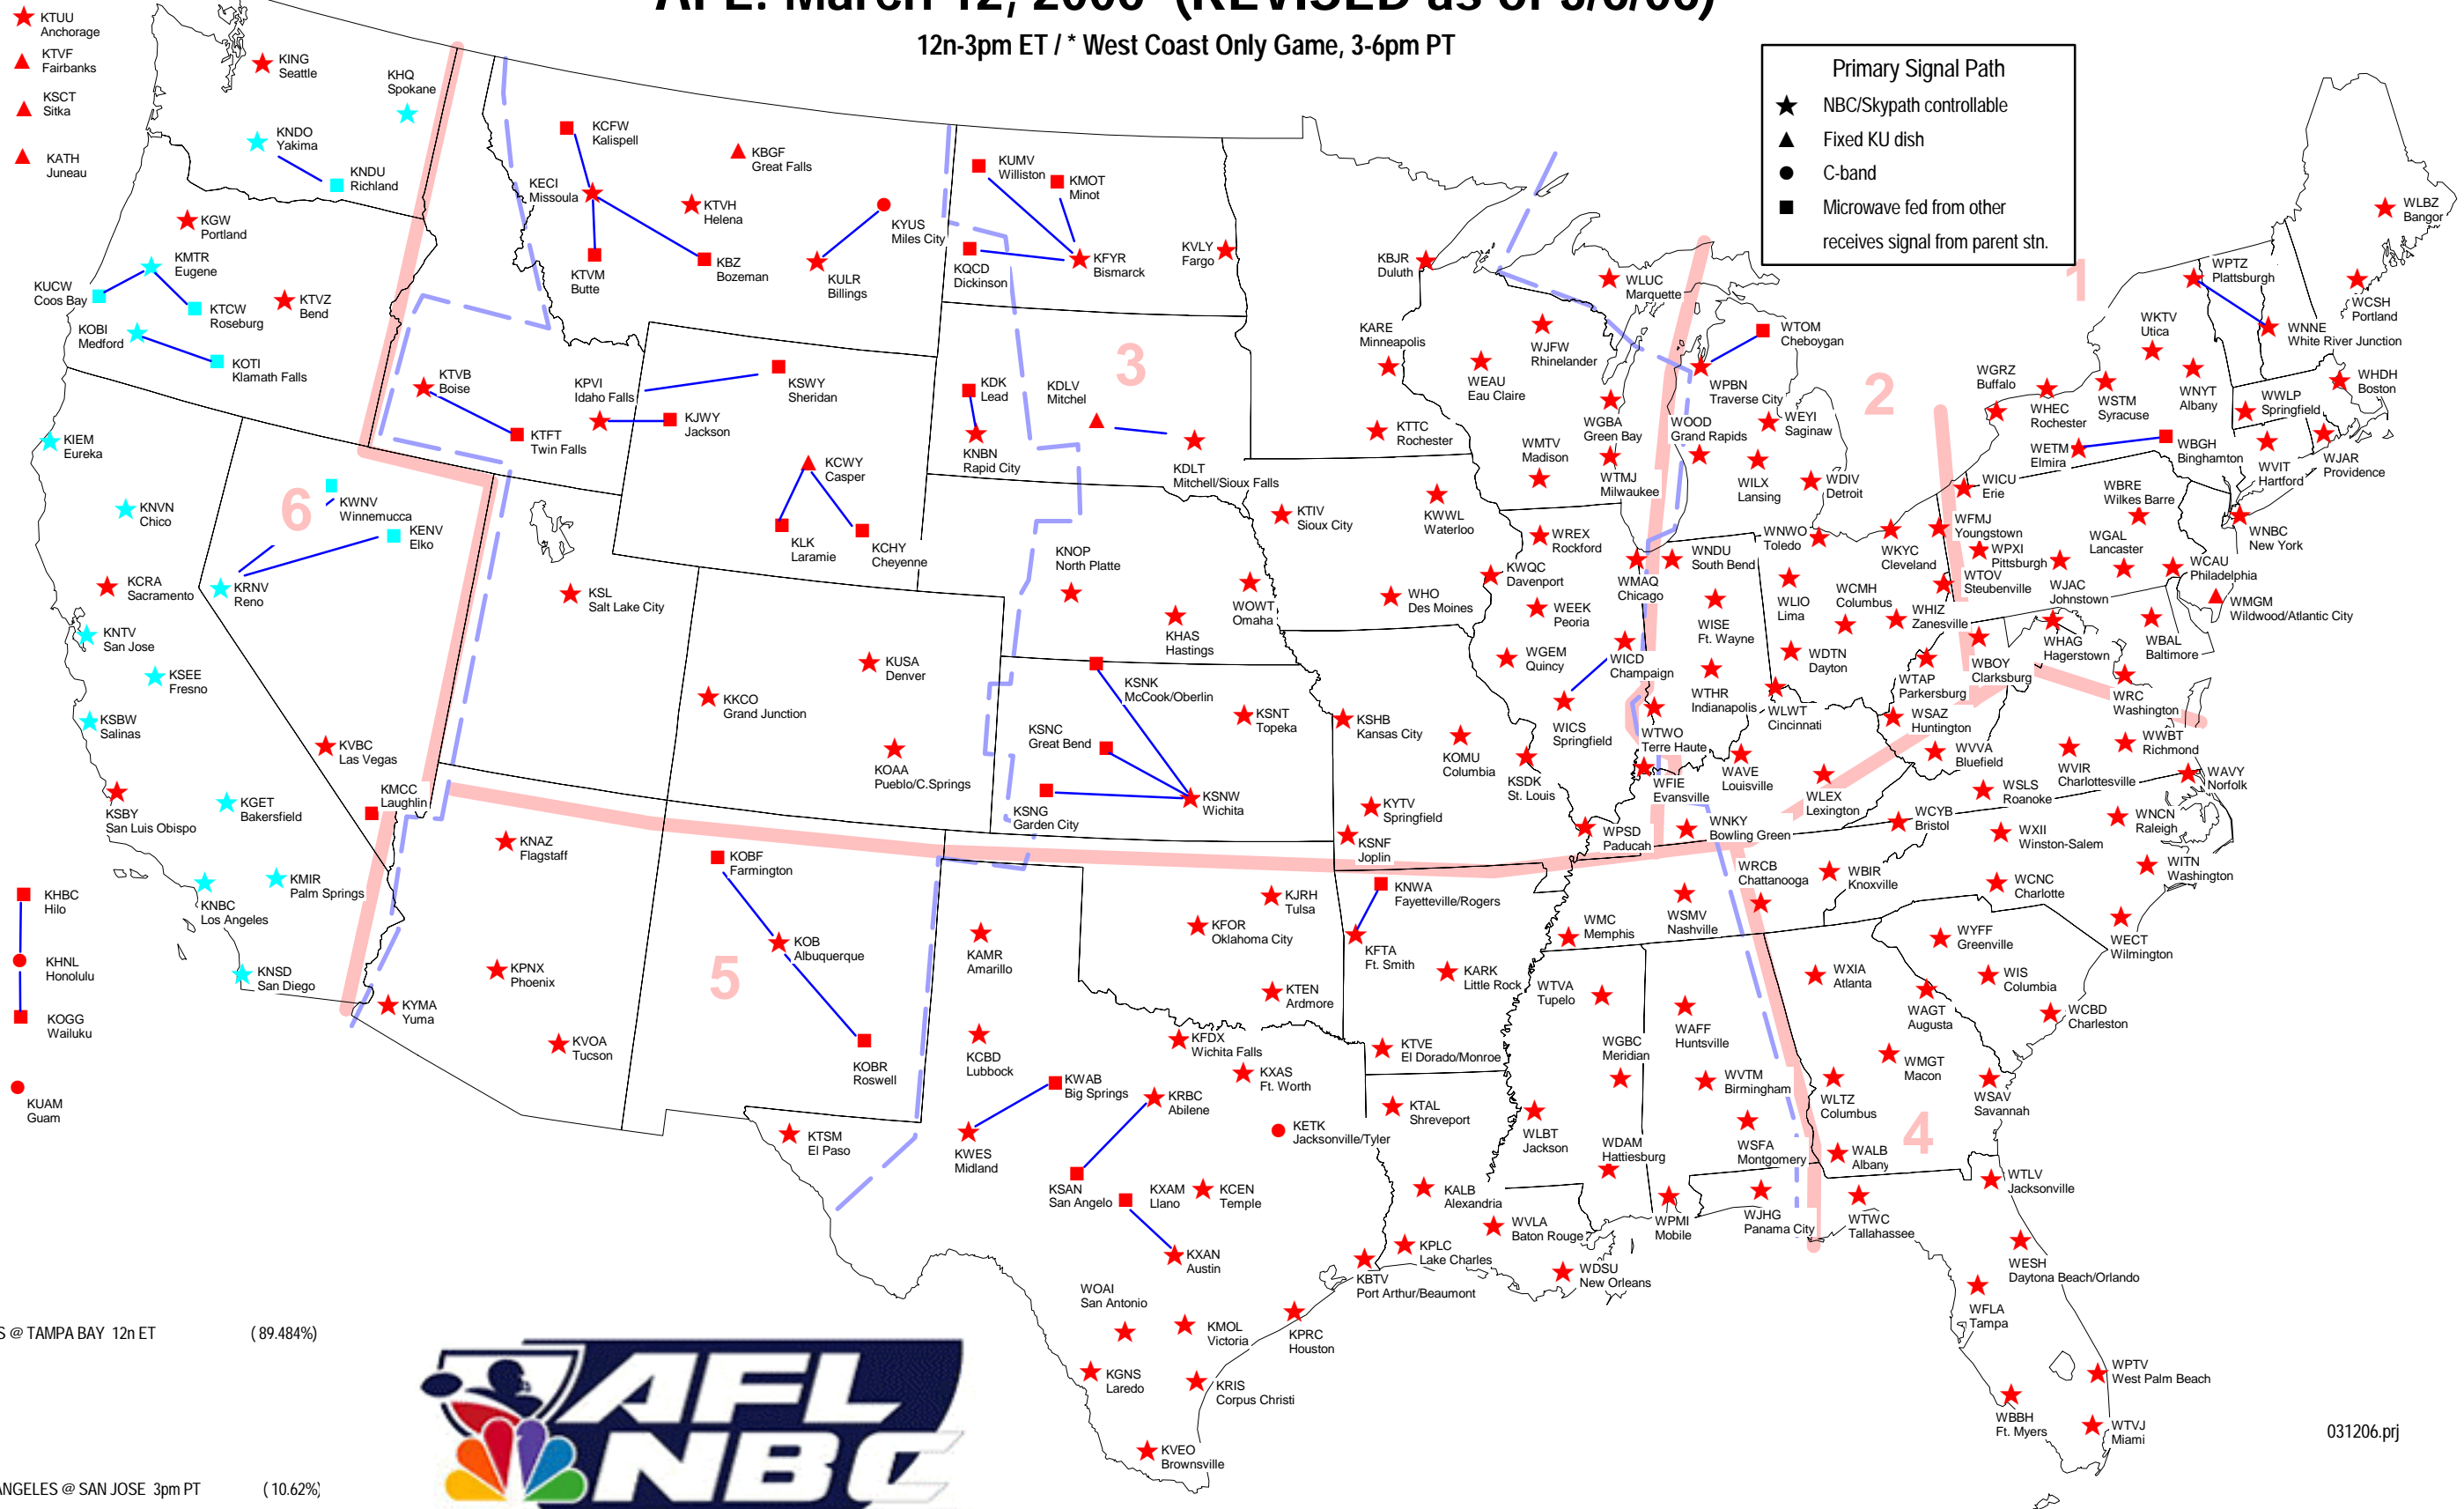 AFL: March 12, 2006 (REVISED as of 3/6/06)
12n-3pm ET / * West Coast Only Game, 3-6pm PT
Primary Signal Path
NBC/Skypath controllable
Fixed KU dish
C-band
Microwave fed from other
receives signal from parent stn.
KTUU
Anchorage
KTVF
Fairbanks
KSCT
Sitka
KATH
Juneau
KING
Seattle
KHQ
Spokane
KNDO
Yakima
KNDU
Richland
KGW
Portland
KMTR
Eugene
KUCW
Coos Bay
KTCW
Roseburg
KTVZ
Bend
KOBI
Medford
KOTI
Klamath Falls
KIEM
Eureka
KNVN
Chico
KCRA
Sacramento
KNTV
San Jose
KSEE
Fresno
KSBW
Salinas
KSBY
San Luis Obispo
KGET
Bakersfield
KNBC
Los Angeles
KMIR
Palm Springs
KNSD
San Diego
6
KWNV
Winnemucca
KENV
Elko
KRNV
Reno
KVBC
Las Vegas
KMCC
Laughlin
KHBC
Hilo
KHNL
Honolulu
KOGG
Wailuku
KUAM
Guam
KCFW
Kalispell
KBGF
Great Falls
KECI
Missoula
KTVH
Helena
KYUS
Miles City
KTVM
Butte
KBZ
Bozeman
KULR
Billings
KTVB
Boise
KTFT
Twin Falls
KPVI
Idaho Falls
KSWY
Sheridan
KJWY
Jackson
KCWY
Casper
KLK
Laramie
KCHY
Cheyenne
KSL
Salt Lake City
KUSA
Denver
KKCO
Grand Junction
KOAA
Pueblo/C.Springs
KUMV
Williston
KMOT
Minot
KQCD
Dickinson
KFYR
Bismarck
KVLY
Fargo
3
KDK
Lead
KDLV
Mitchel
KNBN
Rapid City
KDLT
Mitchell/Sioux Falls
KNOP
North Platte
KHAS
Hastings
WOWT
Omaha
KSNK
McCook/Oberlin
KSNC
Great Bend
KSNG
Garden City
KSNW
Wichita
KSNT
Topeka
KBJR
Duluth
KARE
Minneapolis
KTTC
Rochester
KTIV
Sioux City
KWWL
Waterloo
WHO
Des Moines
KWQC
Davenport
KSHB
Kansas City
KOMU
Columbia
KSDK
St. Louis
KYTV
Springfield
KSNF
Joplin
WLUC
Marquette
WJFW
Rhinelander
WEAU
Eau Claire
WGBA
Green Bay
WMTV
Madison
WTMJ
Milwaukee
WREX
Rockford
WMAQ
Chicago
WEEK
Peoria
WGEM
Quincy
WICD
Champaign
WICS
Springfield
WTOM
Cheboygan
WPBN
Traverse City
WOOD
Grand Rapids
WEYI
Saginaw
WILX
Lansing
WDIV
Detroit
2
WNDU
South Bend
WISE
Ft. Wayne
WTHR
Indianapolis
WTWO
Terre Haute
WFIE
Evansville
WNWO
Toledo
WKYC
Cleveland
WLIO
Lima
WCMH
Columbus
WHIZ
Zanesville
WDTN
Dayton
WLWT
Cincinnati
WFMJ
Youngstown
WTOV
Steubenville
WAVE
Louisville
WLEX
Lexington
WPSD
Paducah
WNKY
Bowling Green
WTAP
Parkersburg
WBOY
Clarksburg
WSAZ
Huntington
WVVA
Bluefield
1
WLBZ
Bangor
WCSH
Portland
WPTZ
Plattsburgh
WNNE
White River Junction
WKTV
Utica
WHDH
Boston
WGRZ
Buffalo
WHEC
Rochester
WSTM
Syracuse
WNYT
Albany
WWLP
Springfield
WETM
Elmira
WBGH
Binghamton
WVIT
Hartford
WJAR
Providence
WICU
Erie
WBRE
Wilkes Barre
WNBC
New York
WPXI
Pittsburgh
WGAL
Lancaster
WJAC
Johnstown
WCAU
Philadelphia
WMGM
Wildwood/Atlantic City
WHAG
Hagerstown
WBAL
Baltimore
WRC
Washington
WWBT
Richmond
WVIR
Charlottesville
WAVY
Norfolk
WSLS
Roanoke
WCYB
Bristol
WXII
Winston-Salem
WNCN
Raleigh
WITN
Washington
WCNC
Charlotte
WECT
Wilmington
WRCB
Chattanooga
WBIR
Knoxville
WSMV
Nashville
WMC
Memphis
WYFF
Greenville
WIS
Columbia
WCBD
Charleston
WXIA
Atlanta
WAGT
Augusta
WMGT
Macon
WSAV
Savannah
WLTZ
Columbus
WALB
Albany
4
WTLV
Jacksonville
WTWC
Tallahassee
WESH
Daytona Beach/Orlando
WFLA
Tampa
WPTV
West Palm Beach
WBBH
Ft. Myers
WTVJ
Miami
WAFF
Huntsville
WVTM
Birmingham
WSFA
Montgomery
WPMI
Mobile
WJHG
Panama City
WTVA
Tupelo
WGBC
Meridian
WLBT
Jackson
WDAM
Hattiesburg
KNWA
Fayetteville/Rogers
KFTA
Ft. Smith
KARK
Little Rock
KTVE
El Dorado/Monroe
KTAL
Shreveport
KALB
Alexandria
WVLA
Baton Rouge
KPLC
Lake Charles
WDSU
New Orleans
KNAZ
Flagstaff
KPNX
Phoenix
KYMA
Yuma
KVOA
Tucson
5
KOBF
Farmington
KOB
Albuquerque
KOBR
Roswell
KJRH
Tulsa
KFOR
Oklahoma City
KTEN
Ardmore
KAMR
Amarillo
KCBD
Lubbock
KFDX
Wichita Falls
KWAB
Big Springs
KRBC
Abilene
KXAS
Ft. Worth
KETK
Jacksonville/Tyler
KTSM
El Paso
KWES
Midland
KSAN
San Angelo
KXAM
Llano
KCEN
Temple
KXAN
Austin
KBTV
Port Arthur/Beaumont
WOAI
San Antonio
KMOL
Victoria
KPRC
Houston
KGNS
Laredo
KRIS
Corpus Christi
KVEO
Brownsville
@ TAMPA BAY 12n ET (89.484%)
@ SAN JOSE 3pm PT (10.62%)
AFL
NBC
031206.prj